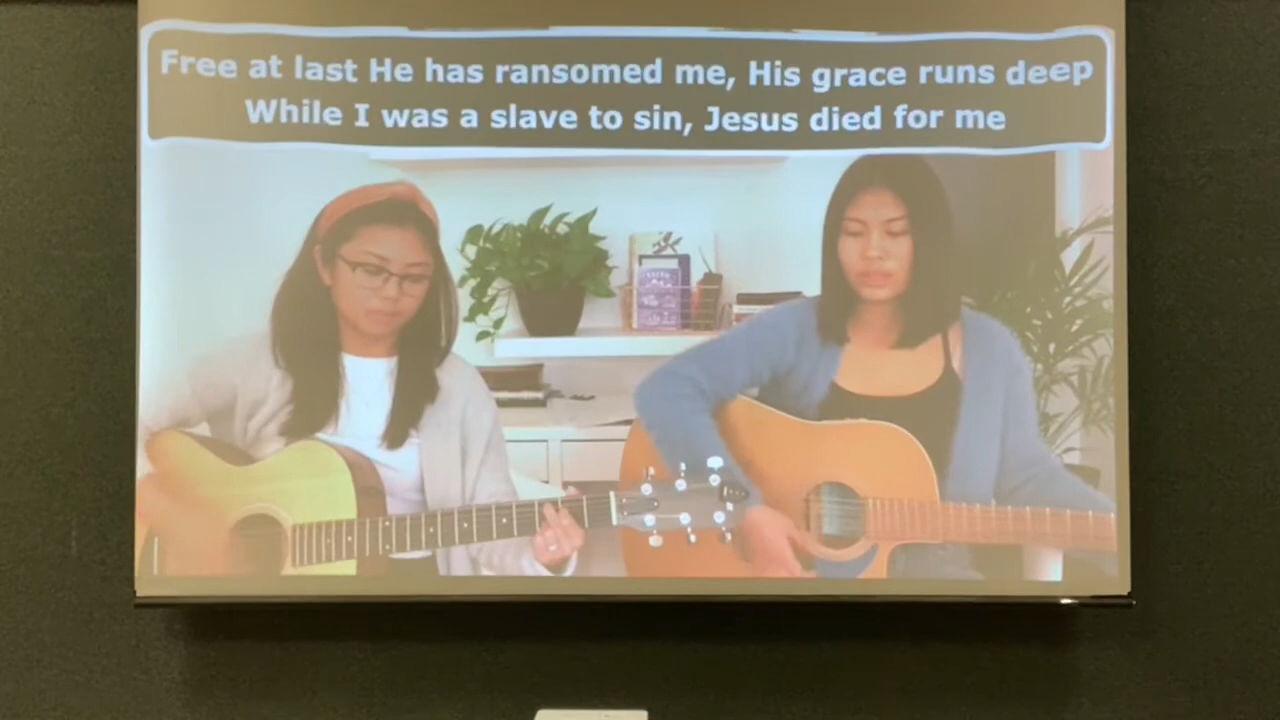 Free at last He has ransomed me, His grace runs deep
While I was a slave to sin, Jesus died for me